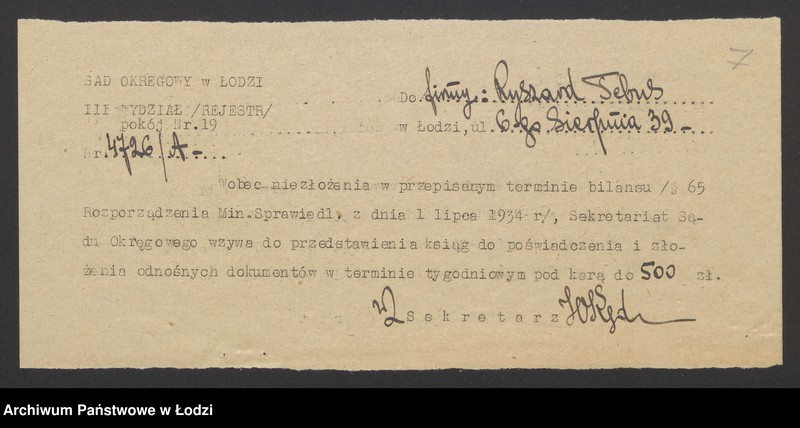 7
SAD OKRĘGOWY w ŁODZI
III WYDZIAŁ /REJESTR/
pokój Nr.19
Nr. 4726/A -
Do firmy: Ryszard Tebus
w Łodzi, ul. 6-go Sierpnia 39 -
Wobec niezłożenia w przepisanym terminie bilansu /§ 65
Rozporządzenia Min.Sprawiedl, z dnia 1 lipca 1934 r/, Sekretariat Są-
du Okręgowego wzywa do przedstawienia ksiąg do poświadczenia i zło-
żenia odnośnych dokumentów w terminie tygodniowym pod karą do 500 zł.
Sekretarz
Archiwum Państwowe w Łodzi